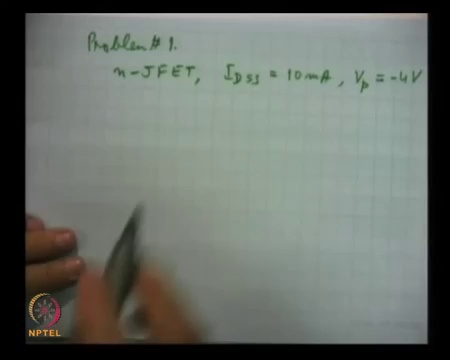 Problem # 1.
n-JFET, IDSS = 10mA, Vp = -4V
NPTEL